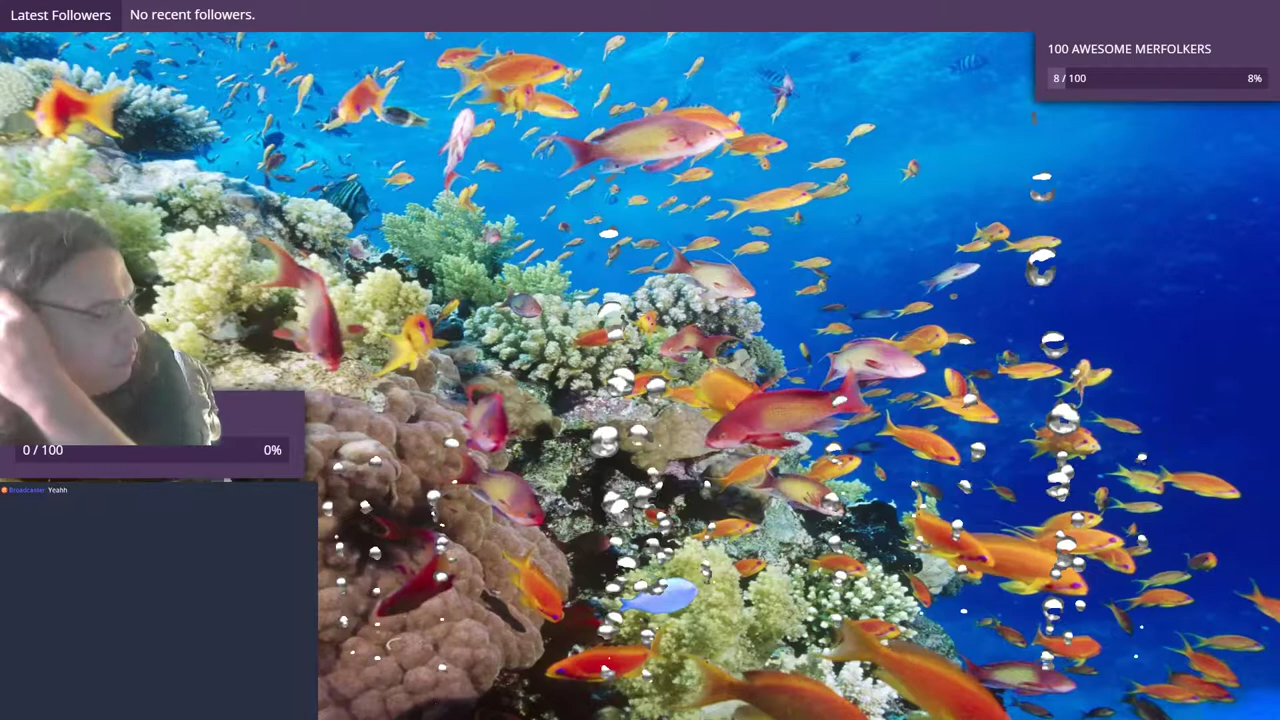 Latest Followers No recent followers.
100 AWESOME MERFOLKERS
8 / 100 8%
0 / 100 0%
Broadcaster Yeahh